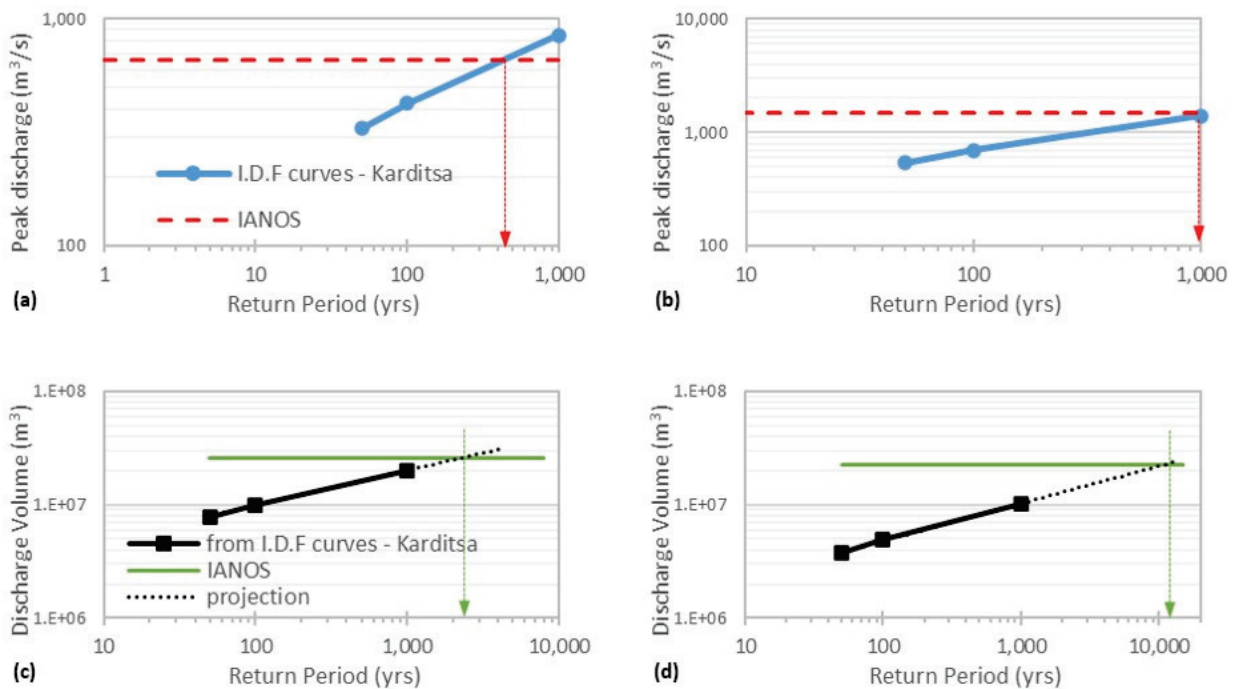 1,000
100
Peak discharge (m³/s)
I.D.F curves - Karditsa
IANOS
1 10 100 1,000
Return Period (yrs)
(a)
10,000
1,000
100
Peak discharge (m³/s)
10 100 1,000
Return Period (yrs)
(b)
1.E+08
1.E+07
1.E+06
Discharge Volume (m³)
from I.D.F curves - Karditsa
IANOS
projection
10 100 1,000 10,000
Return Period (yrs)
(c)
1.E+08
1.E+07
1.E+06
Discharge Volume (m³)
10 100 1,000 10,000
Return Period (yrs)
(d)